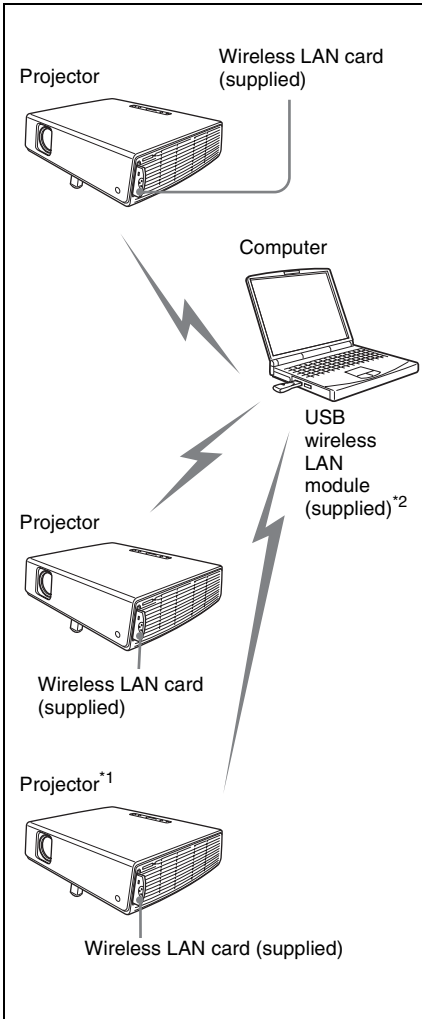 Projector
Wireless LAN card
(supplied)
Computer
USB
wireless
LAN
module
(supplied)*2
Projector
Wireless LAN card
(supplied)
Projector*1
Wireless LAN card (supplied)